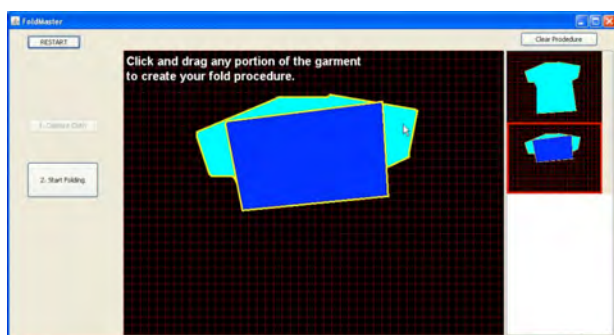 FoldMaster
RESTART
Clear Prodedure
Click and drag any portion of the garment
to create your fold procedure.
2. Start Folding